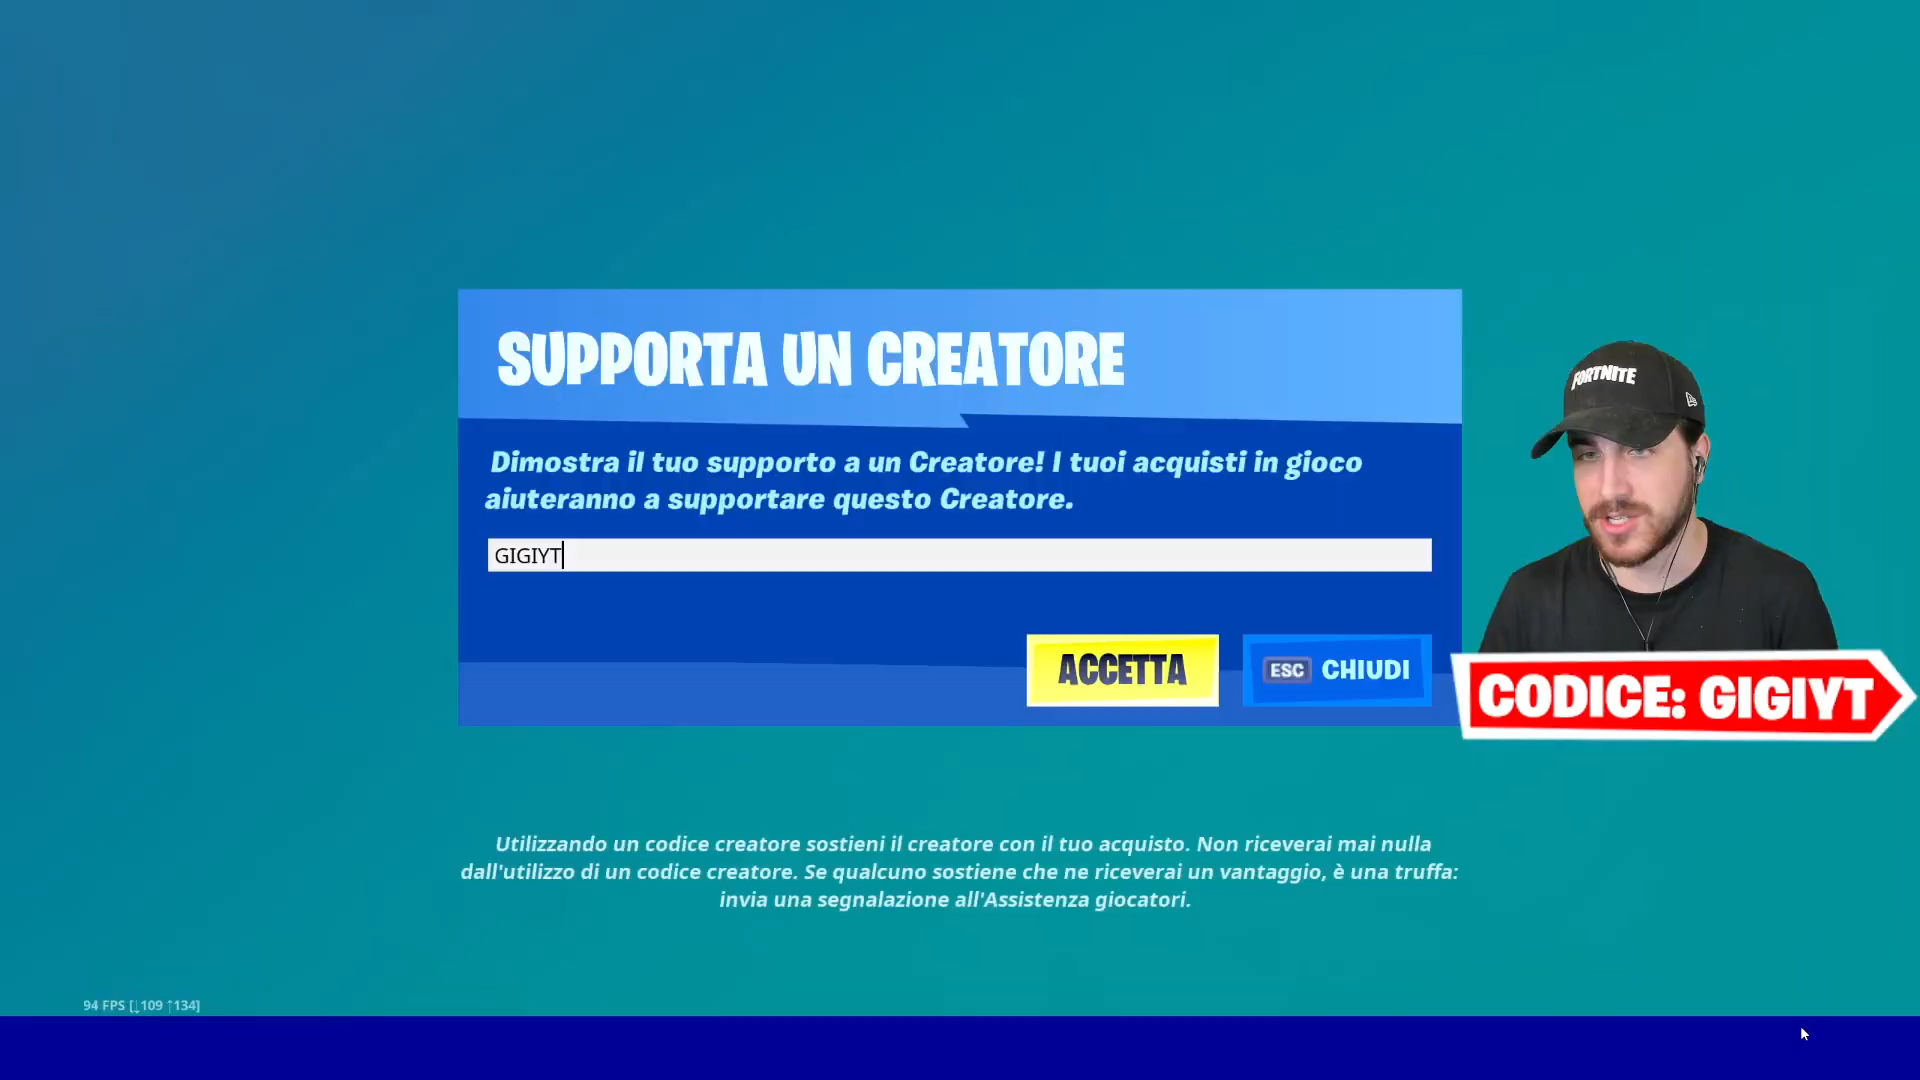 SUPPORTA UN CREATORE
Dimostra il tuo supporto a un Creatore! I tuoi acquisti in gioco
aiuteranno a supportare questo Creatore.
GIGIYT
ACCETTA
ESC CHIUDI
FORTNITE
CODICE: GIGIYT
Utilizzando un codice creatore sostieni il creatore con il tuo acquisto. Non riceverai mai nulla
dall'utilizzo di un codice creatore. Se qualcuno sostiene che ne riceverai un vantaggio, è una truffa:
invia una segnalazione all'Assistenza giocatori.
94 FPS [↓109 ↑134]